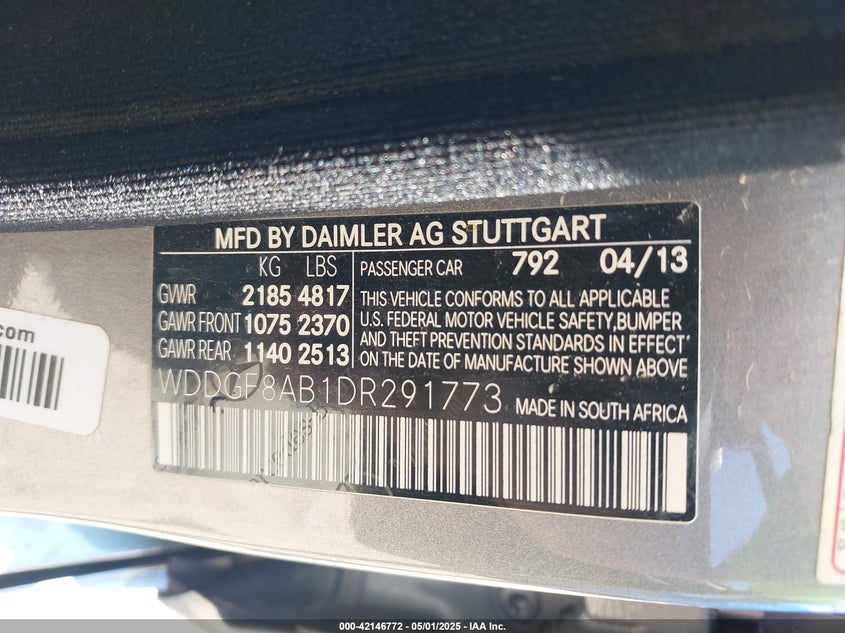 MFD BY DAIMLER AG STUTTGART
KG LBS
GVWR 2185 4817
GAWR FRONT 1075 2370
GAWR REAR 1140 2513
PASSENGER CAR 792 04/13
THIS VEHICLE CONFORMS TO ALL APPLICABLE
U.S. FEDERAL MOTOR VEHICLE SAFETY,BUMPER
AND THEFT PREVENTION STANDARDS IN EFFECT
ON THE DATE OF MANUFACTURE SHOWN ABOVE
WDDGF8AB1DR291773 MADE IN SOUTH AFRICA
.com
000-42146772 - 05/01/2025 - IAA Inc.